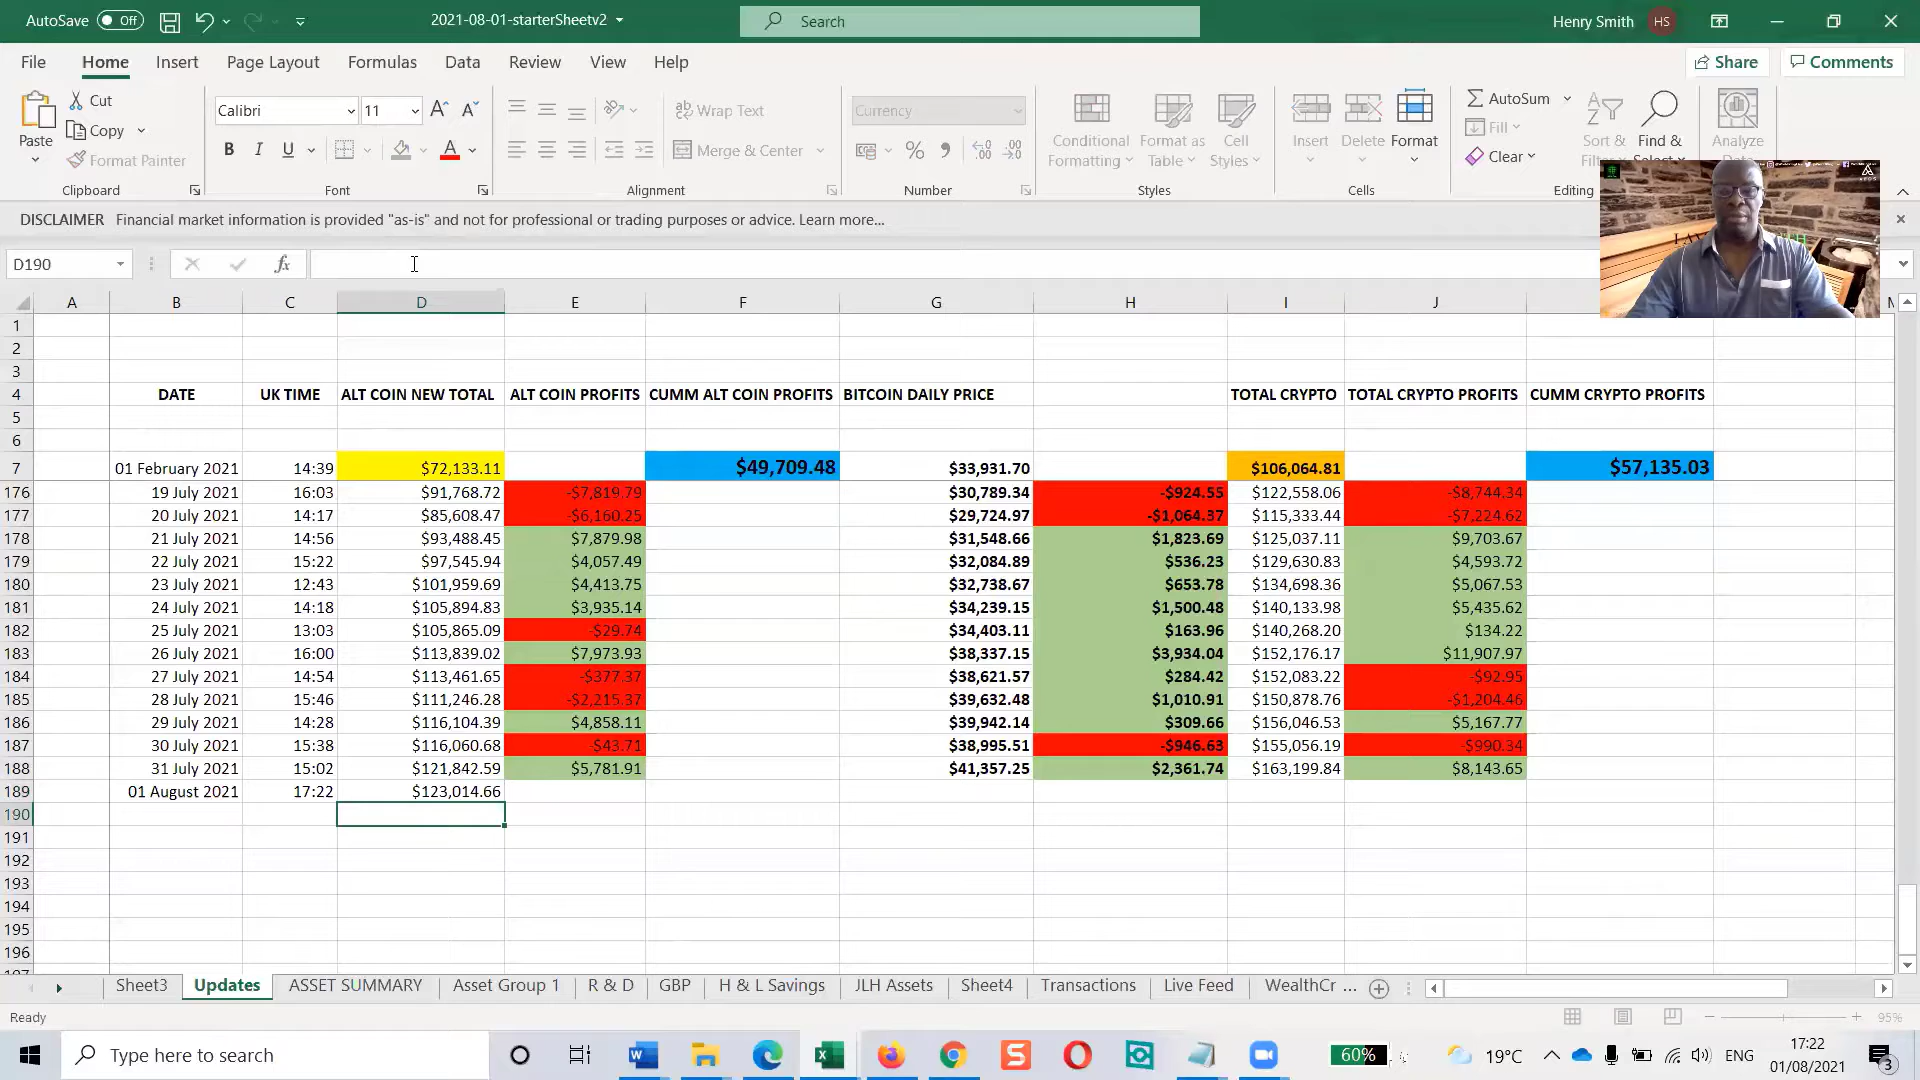 AutoSave Off 2021-08-01-starterSheetv2 Search Henry Smith HS
File Home Insert Page Layout Formulas Data Review View Help Share Comments
Paste Cut Copy Format Painter Clipboard
Calibri 11 Font
Wrap Text Merge & Center Alignment
Currency Number
Conditional Formatting Format as Table Cell Styles Styles
Insert Delete Format Cells
AutoSum Fill Clear Sort & Find & Analyze Editing
DISCLAIMER Financial market information is provided "as-is" and not for professional or trading purposes or advice. Learn more...
D190 fx
A B C D E F G H I J
1
2
3
4 DATE UK TIME ALT COIN NEW TOTAL ALT COIN PROFITS CUMM ALT COIN PROFITS BITCOIN DAILY PRICE TOTAL CRYPTO TOTAL CRYPTO PROFITS CUMM CRYPTO PROFITS
5
6
7 01 February 2021 14:39 $72,133.11 $49,709.48 $33,931.70 $106,064.81 $57,135.03
176 19 July 2021 16:03 $91,768.72 -$7,819.79 $30,789.34 -$924.55 $122,558.06 -$8,744.34
177 20 July 2021 14:17 $85,608.47 -$6,160.25 $29,724.97 -$1,064.37 $115,333.44 -$7,224.62
178 21 July 2021 14:56 $93,488.45 $7,879.98 $31,548.66 $1,823.69 $125,037.11 $9,703.67
179 22 July 2021 15:22 $97,545.94 $4,057.49 $32,084.89 $536.23 $129,630.83 $4,593.72
180 23 July 2021 12:43 $101,959.69 $4,413.75 $32,738.67 $653.78 $134,698.36 $5,067.53
181 24 July 2021 14:18 $105,894.83 $3,935.14 $34,239.15 $1,500.48 $140,133.98 $5,435.62
182 25 July 2021 13:03 $105,865.09 -$29.74 $34,403.11 $163.96 $140,268.20 $134.22
183 26 July 2021 16:00 $113,839.02 $7,973.93 $38,337.15 $3,934.04 $152,176.17 $11,907.97
184 27 July 2021 14:54 $113,461.65 -$377.37 $38,621.57 $284.42 $152,083.22 -$92.95
185 28 July 2021 15:46 $111,246.28 -$2,215.37 $39,632.48 $1,010.91 $150,878.76 -$1,204.46
186 29 July 2021 14:28 $116,104.39 $4,858.11 $39,942.14 $309.66 $156,046.53 $5,167.77
187 30 July 2021 15:38 $116,060.68 -$43.71 $38,995.51 -$946.63 $155,056.19 -$990.34
188 31 July 2021 15:02 $121,842.59 $5,781.91 $41,357.25 $2,361.74 $163,199.84 $8,143.65
189 01 August 2021 17:22 $123,014.66
190
191
192
193
194
195
196
Sheet3 Updates ASSET SUMMARY Asset Group 1 R & D GBP H & L Savings JLH Assets Sheet4 Transactions Live Feed WealthCr ...
Ready 95%
Type here to search 60% 19°C ENG 17:22
01/08/2021 3